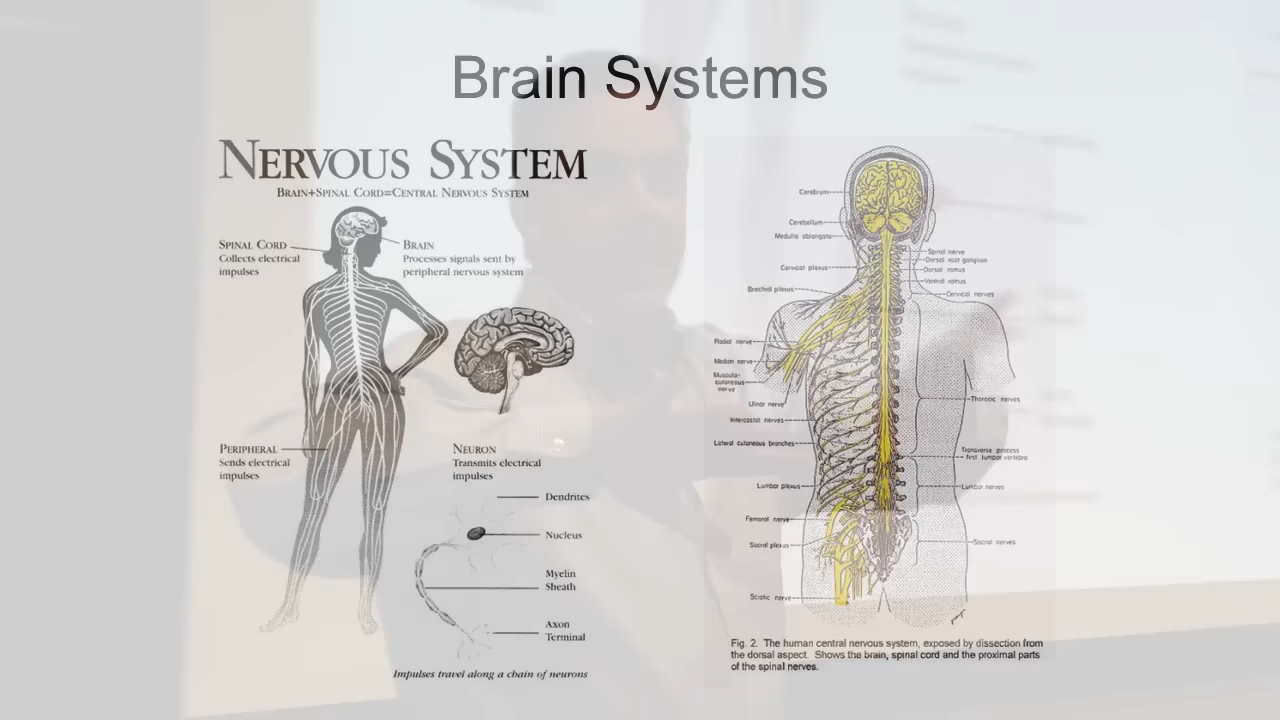 Brain Systems
NERVOUS SYSTEM
BRAIN+SPINAL CORD=CENTRAL NERVOUS SYSTEM
SPINAL CORD
Collects electrical
impulses
BRAIN
Processes signals sent by
peripheral nervous system
PERIPHERAL
Sends electrical
impulses
NEURON
Transmits electrical
impulses
Dendrites
Nucleus
Myelin
Sheath
Axon
Terminal
Impulses travel along a chain of neurons
Cerebrum
Cerebellum
Medulla oblongata
Cervical plexus
Brachial plexus
Radial nerve
Median nerve
Musculo-
cutaneous
nerve
Ulnar nerve
Intercostal nerves
Lateral cutaneous branches
Lumbar plexus
Femoral nerve
Sacral plexus
Sciatic nerve
Spinal nerve
Dorsal root ganglion
Dorsal ramus
Ventral ramus
Cervical nerves
Thoracic nerves
Transverse process
first lumbar vertebra
Lumbar nerves
Sacral nerves
Fig. 2. The human central nervous system, exposed by dissection from
the dorsal aspect. Shows the brain, spinal cord and the proximal parts
of the spinal nerves.